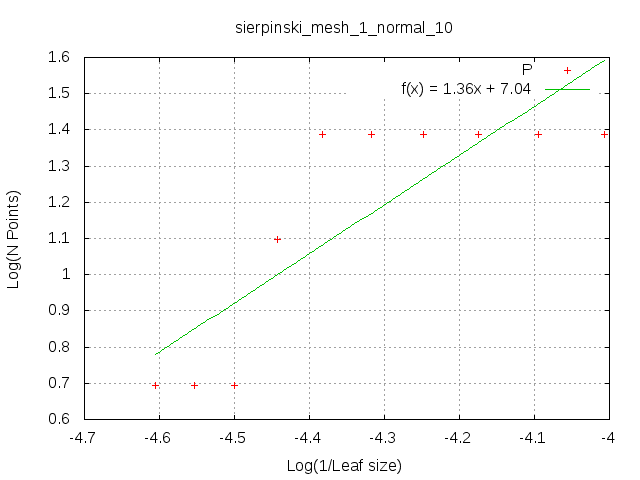 sierpinski_mesh_1_normal_10
1.6
1.5
1.4
1.3
1.2
1.1
1
0.9
0.8
0.7
0.6
Log(N Points)
P
f(x) = 1.36x + 7.04
-4.7 -4.6 -4.5 -4.4 -4.3 -4.2 -4.1 -4
Log(1/Leaf size)